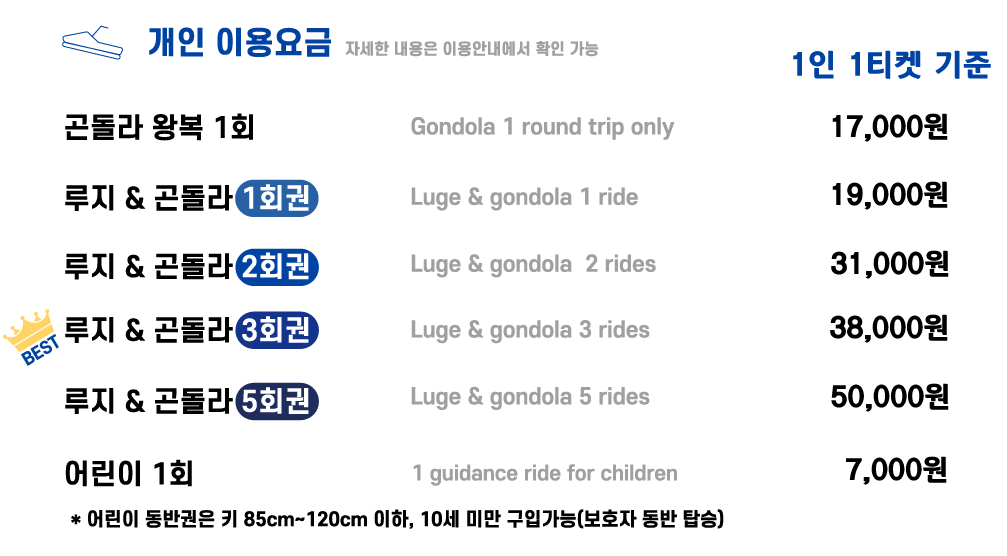 개인 이용요금 자세한 내용은 이용안내에서 확인 가능
1인 1티켓 기준
곤돌라 왕복 1회 Gondola 1 round trip only 17,000원
루지 & 곤돌라 1회권 Luge & gondola 1 ride 19,000원
루지 & 곤돌라 2회권 Luge & gondola 2 rides 31,000원
BEST 루지 & 곤돌라 3회권 Luge & gondola 3 rides 38,000원
루지 & 곤돌라 5회권 Luge & gondola 5 rides 50,000원
어린이 1회 1 guidance ride for children 7,000원
* 어린이 동반권은 키 85cm~120cm 이하, 10세 미만 구입가능(보호자 동반 탑승)